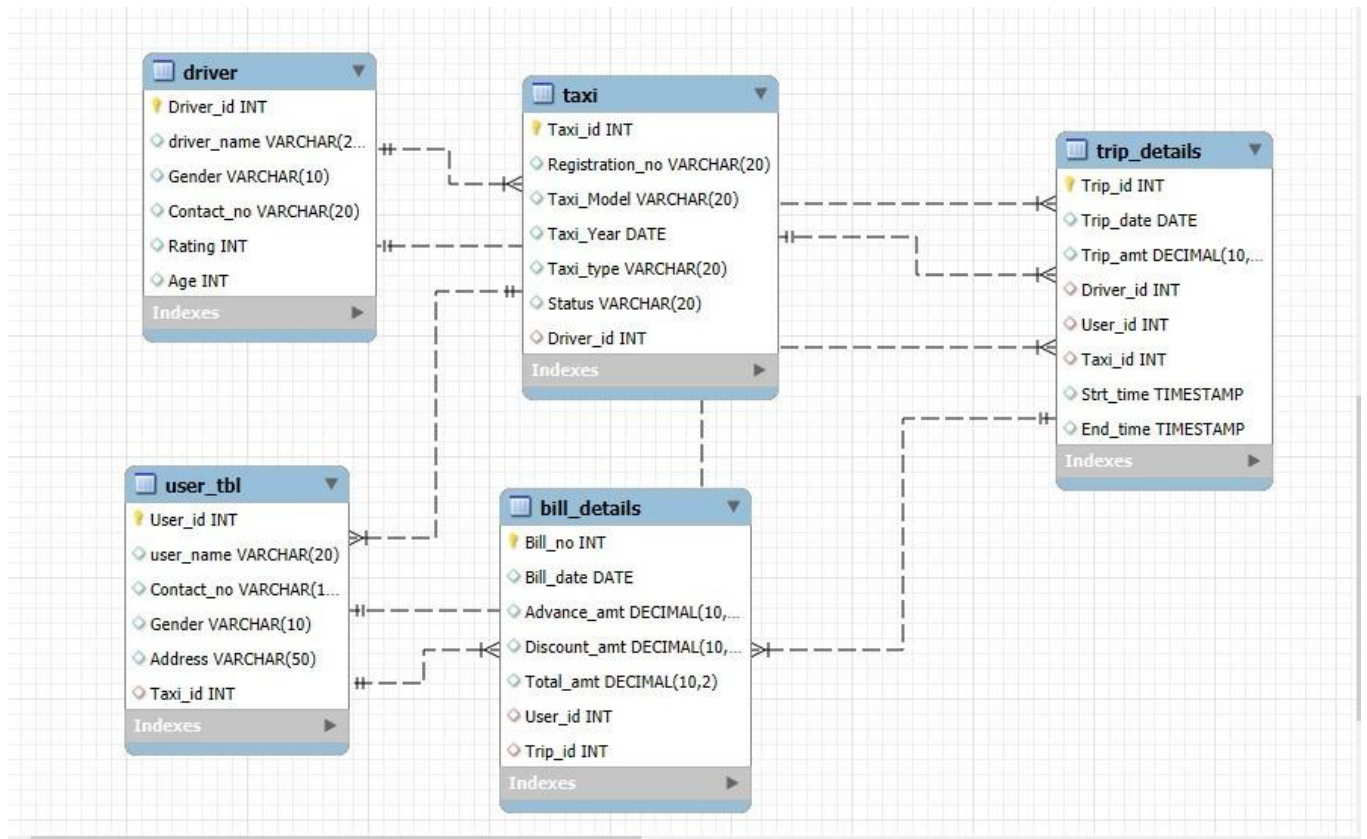 driver
Driver_id INT
driver_name VARCHAR(2...
Gender VARCHAR(10)
Contact_no VARCHAR(20)
Rating INT
Age INT
Indexes
taxi
Taxi_id INT
Registration_no VARCHAR(20)
Taxi_Model VARCHAR(20)
Taxi_Year DATE
Taxi_type VARCHAR(20)
Status VARCHAR(20)
Driver_id INT
Indexes
trip_details
Trip_id INT
Trip_date DATE
Trip_amt DECIMAL(10,...
Driver_id INT
User_id INT
Taxi_id INT
Strt_time TIMESTAMP
End_time TIMESTAMP
Indexes
user_tbl
User_id INT
user_name VARCHAR(20)
Contact_no VARCHAR(1...
Gender VARCHAR(10)
Address VARCHAR(50)
Taxi_id INT
Indexes
bill_details
Bill_no INT
Bill_date DATE
Advance_amt DECIMAL(10,...
Discount_amt DECIMAL(10,...
Total_amt DECIMAL(10,2)
User_id INT
Trip_id INT
Indexes